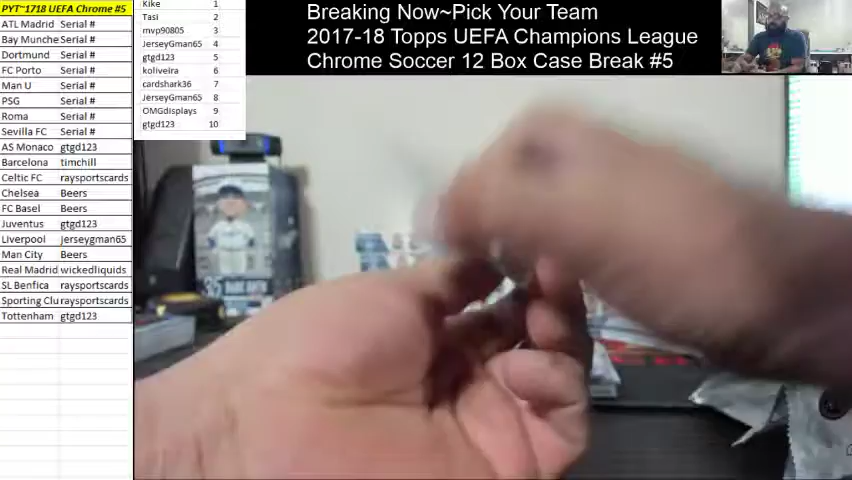 PYT~1718 UEFA Chrome #5
ATL Madrid Serial #
Bay Munche Serial #
Dortmund Serial #
FC Porto Serial #
Man U Serial #
PSG Serial #
Roma Serial #
Sevilla FC Serial #
AS Monaco gtgd123
Barcelona timchill
Celtic FC raysportscards
Chelsea Beers
FC Basel Beers
Juventus gtgd123
Liverpool jerseygman65
Man City Beers
Real Madrid wickedliquids
SL Benfica raysportscards
Sporting Clu raysportscards
Tottenham gtgd123
Kike 1
Tasi 2
mvp90805 3
JerseyGman65 4
gtgd123 5
koliveira 6
cardshark36 7
JerseyGman65 8
OMGdisplays 9
gtgd123 10
Breaking Now~Pick Your Team
2017-18 Topps UEFA Champions League
Chrome Soccer 12 Box Case Break #5